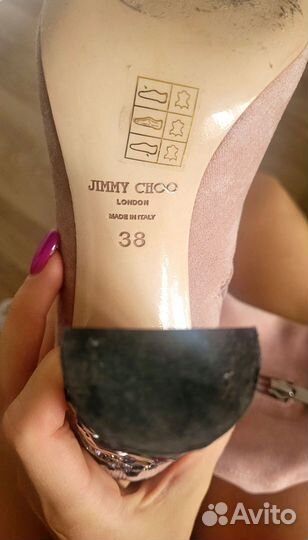 JIMMY CHOO
LONDON
MADE IN ITALY
38
Avito